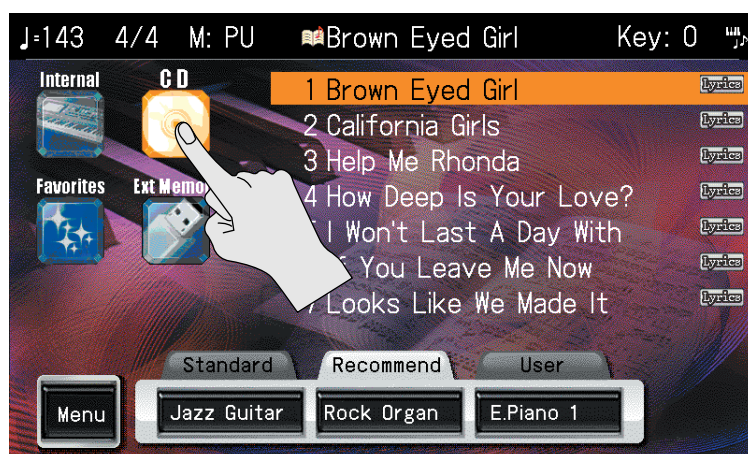 ♩=143 4/4 M: PU Brown Eyed Girl Key: 0
Internal CD
Favorites Ext Memo
1 Brown Eyed Girl Lyrics
2 California Girls Lyrics
3 Help Me Rhonda Lyrics
4 How Deep Is Your Love? Lyrics
I Won't Last A Day With Lyrics
You Leave Me Now Lyrics
7 Looks Like We Made It Lyrics
Standard Recommend User
Menu Jazz Guitar Rock Organ E.Piano 1